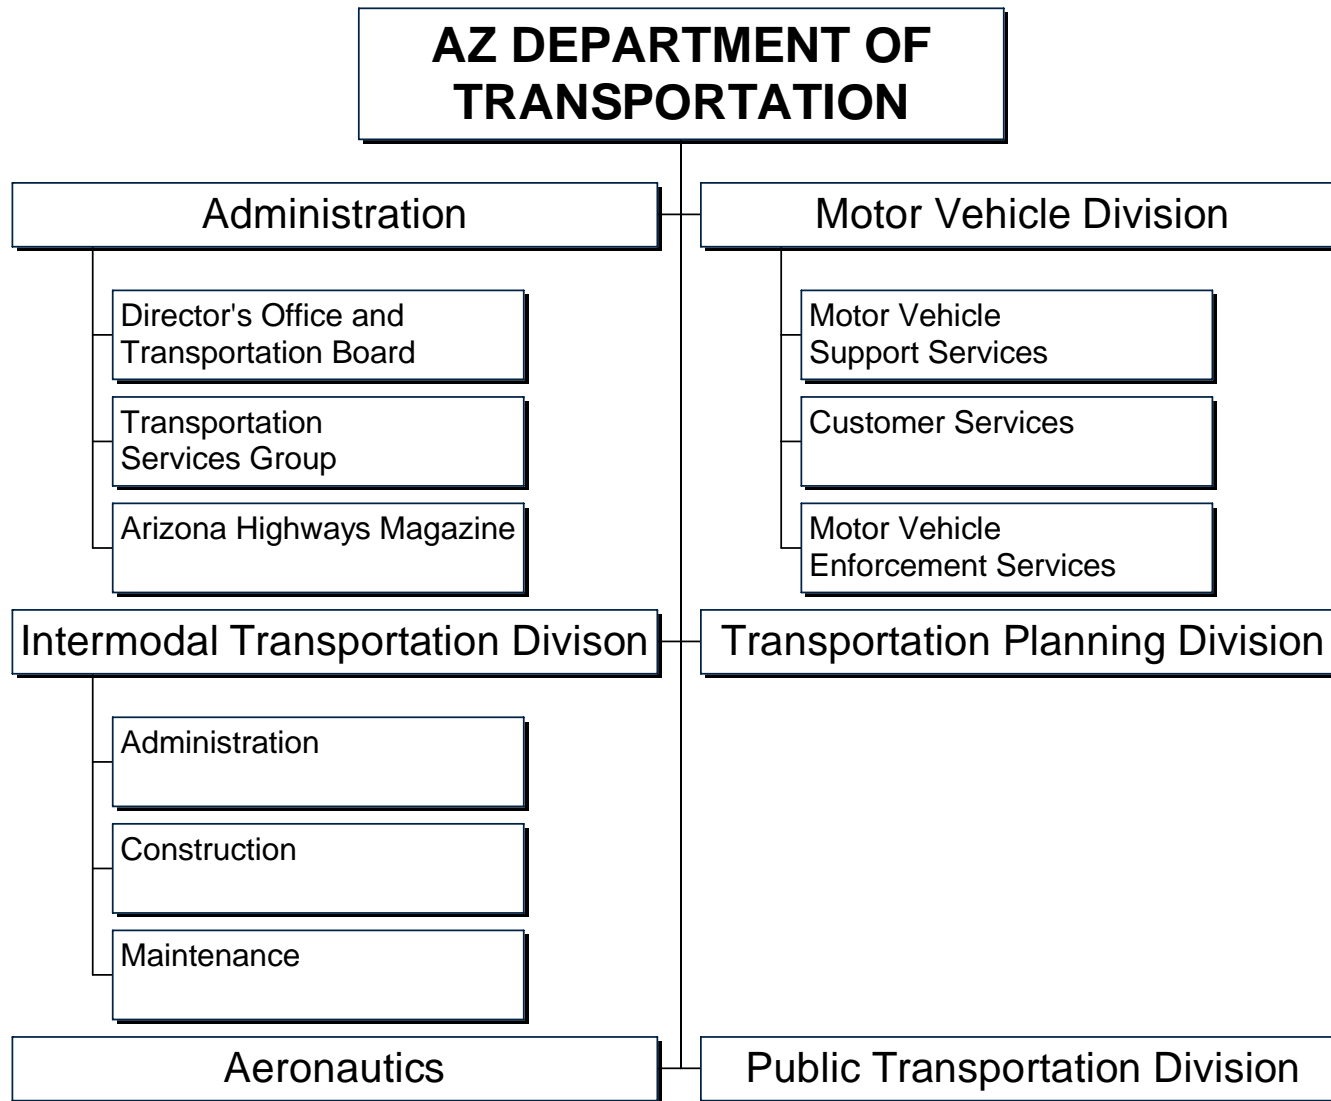 AZ DEPARTMENT OF
TRANSPORTATION
Administration
Director's Office and
Transportation Board
Transportation
Services Group
Arizona Highways Magazine
Motor Vehicle Division
Motor Vehicle
Support Services
Customer Services
Motor Vehicle
Enforcement Services
Intermodal Transportation Divison
Administration
Construction
Maintenance
Transportation Planning Division
Aeronautics
Public Transportation Division